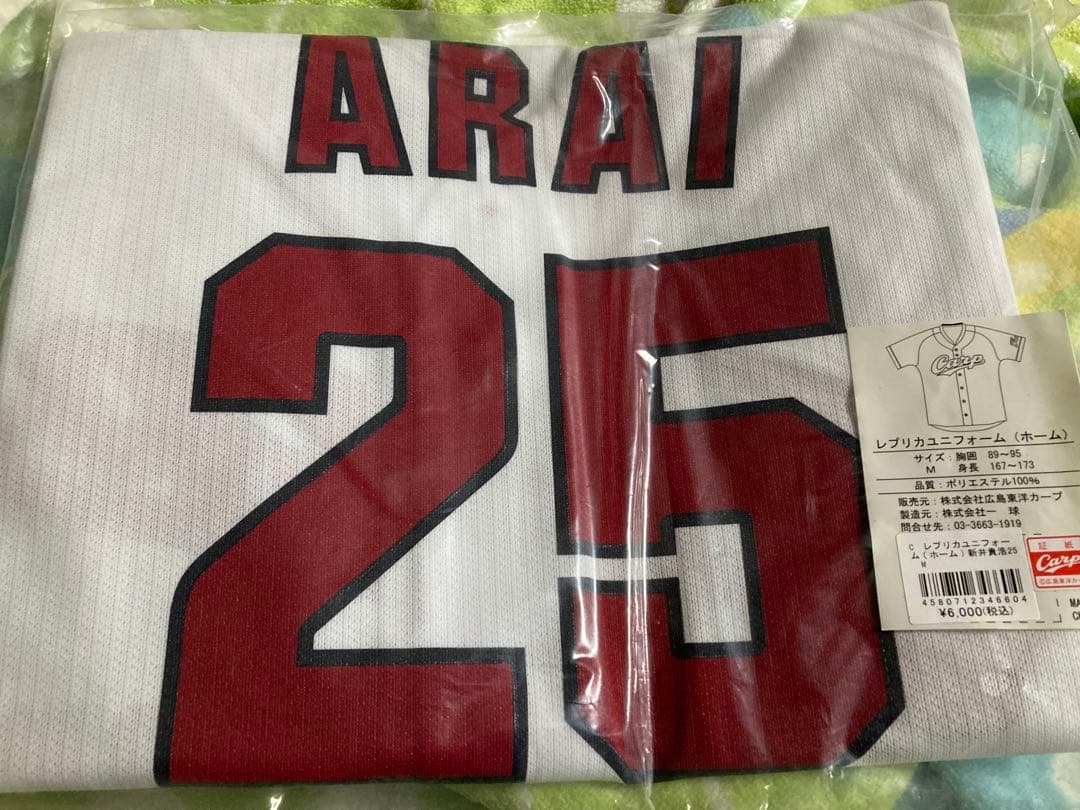 ARAI
25
Carp
レプリカユニフォーム(ホーム)
サイズ:胸囲 89~95
M 身長 167~173
品質:ポリエステル100%
販売元:株式会社広島東洋カープ
製造元:株式会社一 球
問合せ先:03-3663-1919
C レプリカユニフォー
ム(ホーム)新井貴浩25
M
4580712346604
¥6,000(税込)
証 紙
Carp
MA